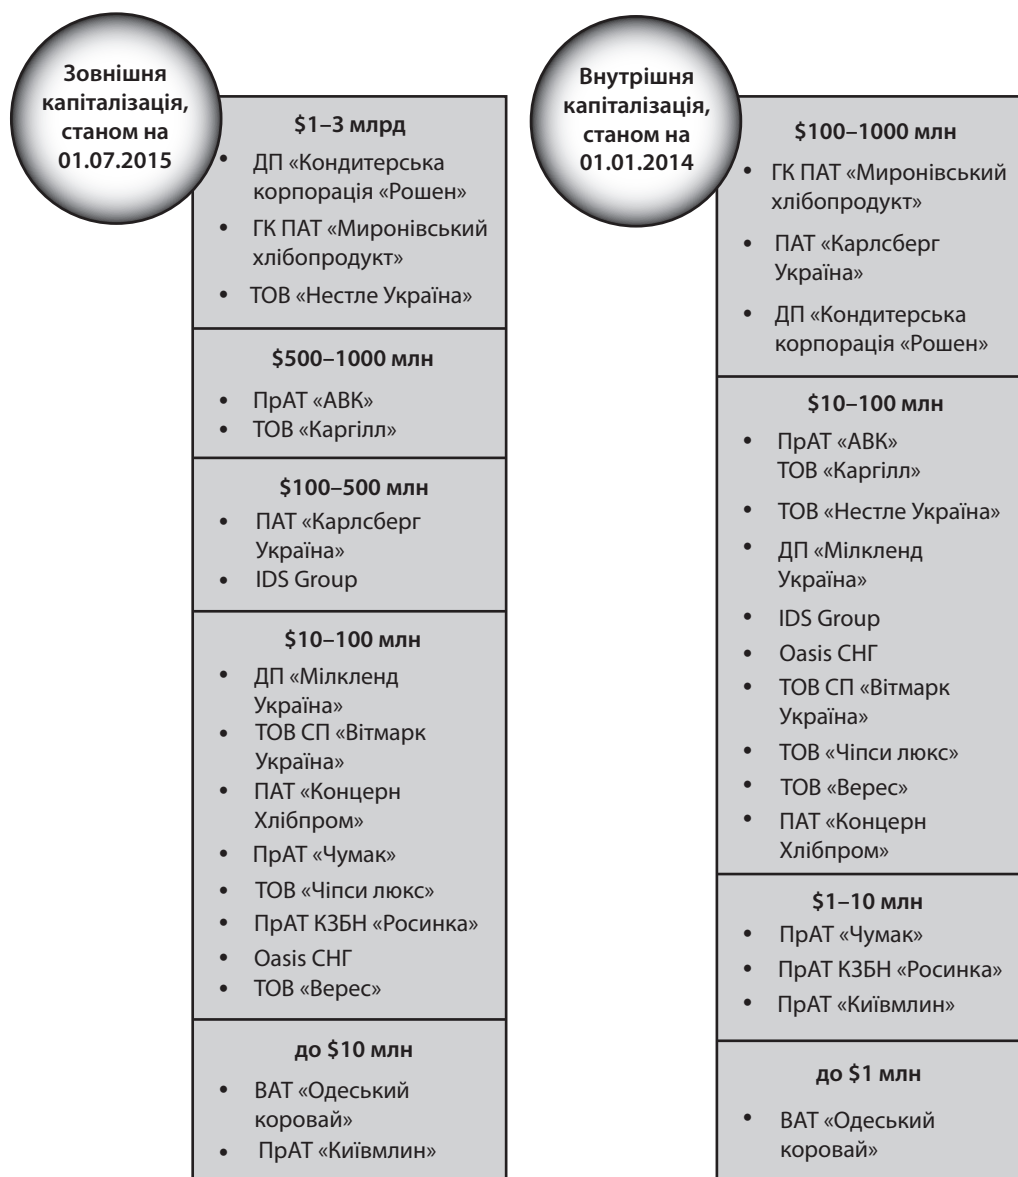 Зовнішня
капіталізація,
станом на
01.07.2015
$1–3 млрд
• ДП «Кондитерська
корпорація «Рошен»
• ГК ПАТ «Миронівський
хлібопродукт»
• ТОВ «Нестле Україна»
$500–1000 млн
• ПрАТ «АВК»
• ТОВ «Каргілл»
$100–500 млн
• ПАТ «Карлсберг
Україна»
• IDS Group
$10–100 млн
• ДП «Мілкленд
Україна»
• ТОВ СП «Вітмарк
Україна»
• ПАТ «Концерн
Хлібпром»
• ПрАТ «Чумак»
• ТОВ «Чіпси люкс»
• ПрАТ КЗБН «Росинка»
• Oasis СНГ
• ТОВ «Верес»
до $10 млн
• ВАТ «Одеський
коровай»
• ПрАТ «Київмлин»
Внутрішня
капіталізація,
станом на
01.01.2014
$100–1000 млн
• ГК ПАТ «Миронівський
хлібопродукт»
• ПАТ «Карлсберг
Україна»
• ДП «Кондитерська
корпорація «Рошен»
$10–100 млн
• ПрАТ «АВК»
ТОВ «Каргілл»
• ТОВ «Нестле Україна»
• ДП «Мілкленд
Україна»
• IDS Group
• Oasis СНГ
• ТОВ СП «Вітмарк
Україна»
• ТОВ «Чіпси люкс»
• ТОВ «Верес»
• ПАТ «Концерн
Хлібпром»
$1–10 млн
• ПрАТ «Чумак»
• ПрАТ КЗБН «Росинка»
• ПрАТ «Київмлин»
до $1 млн
• ВАТ «Одеський
коровай»